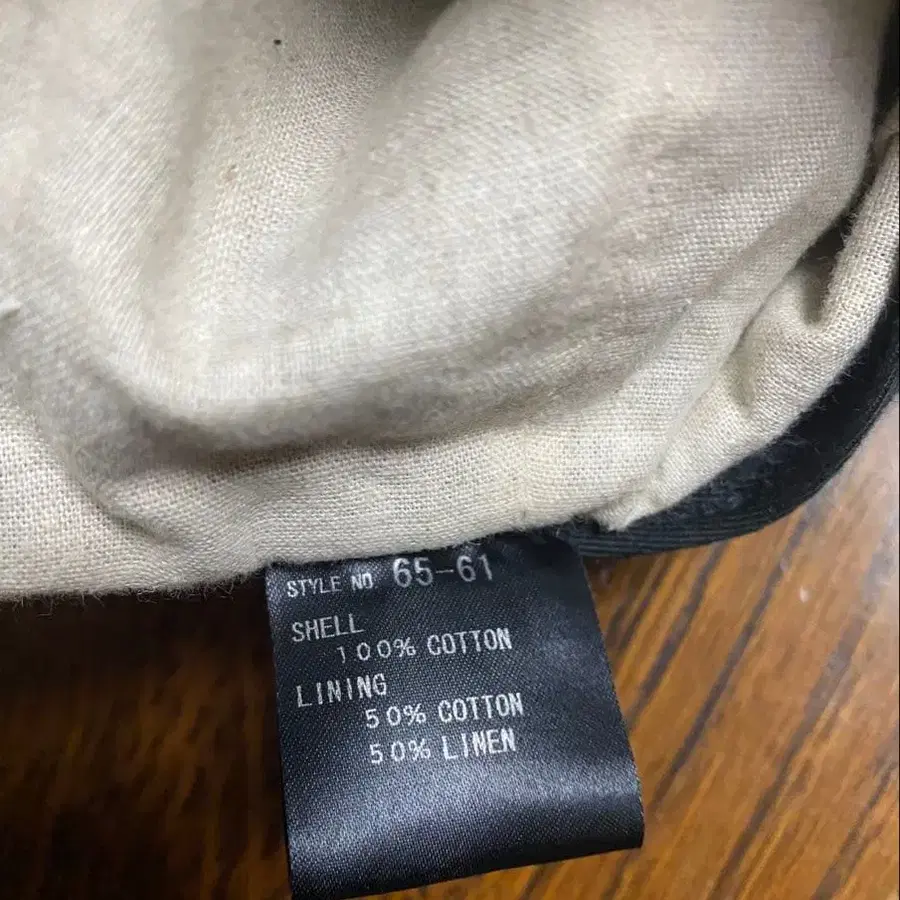 STYLE NO 65-61
SHELL
100% COTTON
LINING
50% COTTON
50% LINEN